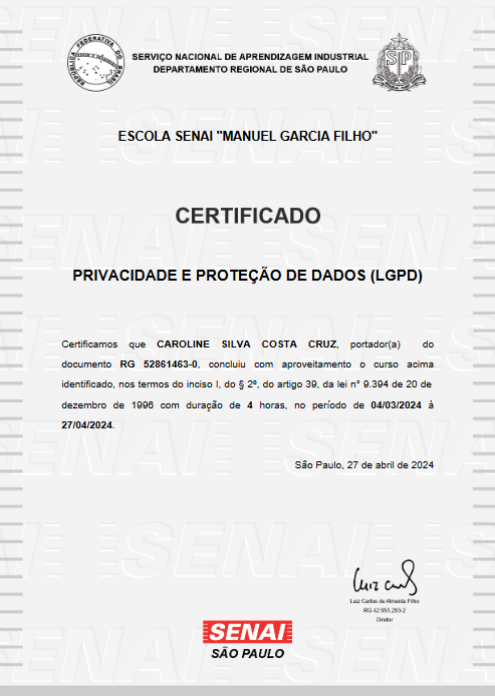 REPÚBLICA FEDERATIVA DO BRASIL
SERVIÇO NACIONAL DE APRENDIZAGEM INDUSTRIAL
DEPARTAMENTO REGIONAL DE SÃO PAULO
SP
ESCOLA SENAI "MANUEL GARCIA FILHO"
CERTIFICADO
PRIVACIDADE E PROTEÇÃO DE DADOS (LGPD)
Certificamos que CAROLINE SILVA COSTA CRUZ, portador(a) do
documento RG 52861463-0, concluiu com aproveitamento o curso acima
identificado, nos termos do inciso I, do § 2º, do artigo 39, da lei n° 9.394 de 20 de
dezembro de 1996 com duração de 4 horas, no período de 04/03/2024 à
27/04/2024.
São Paulo, 27 de abril de 2024
Luiz Carlos de Almeida Filho
RG 42.993.293-2
Diretor
SENAI
SÃO PAULO